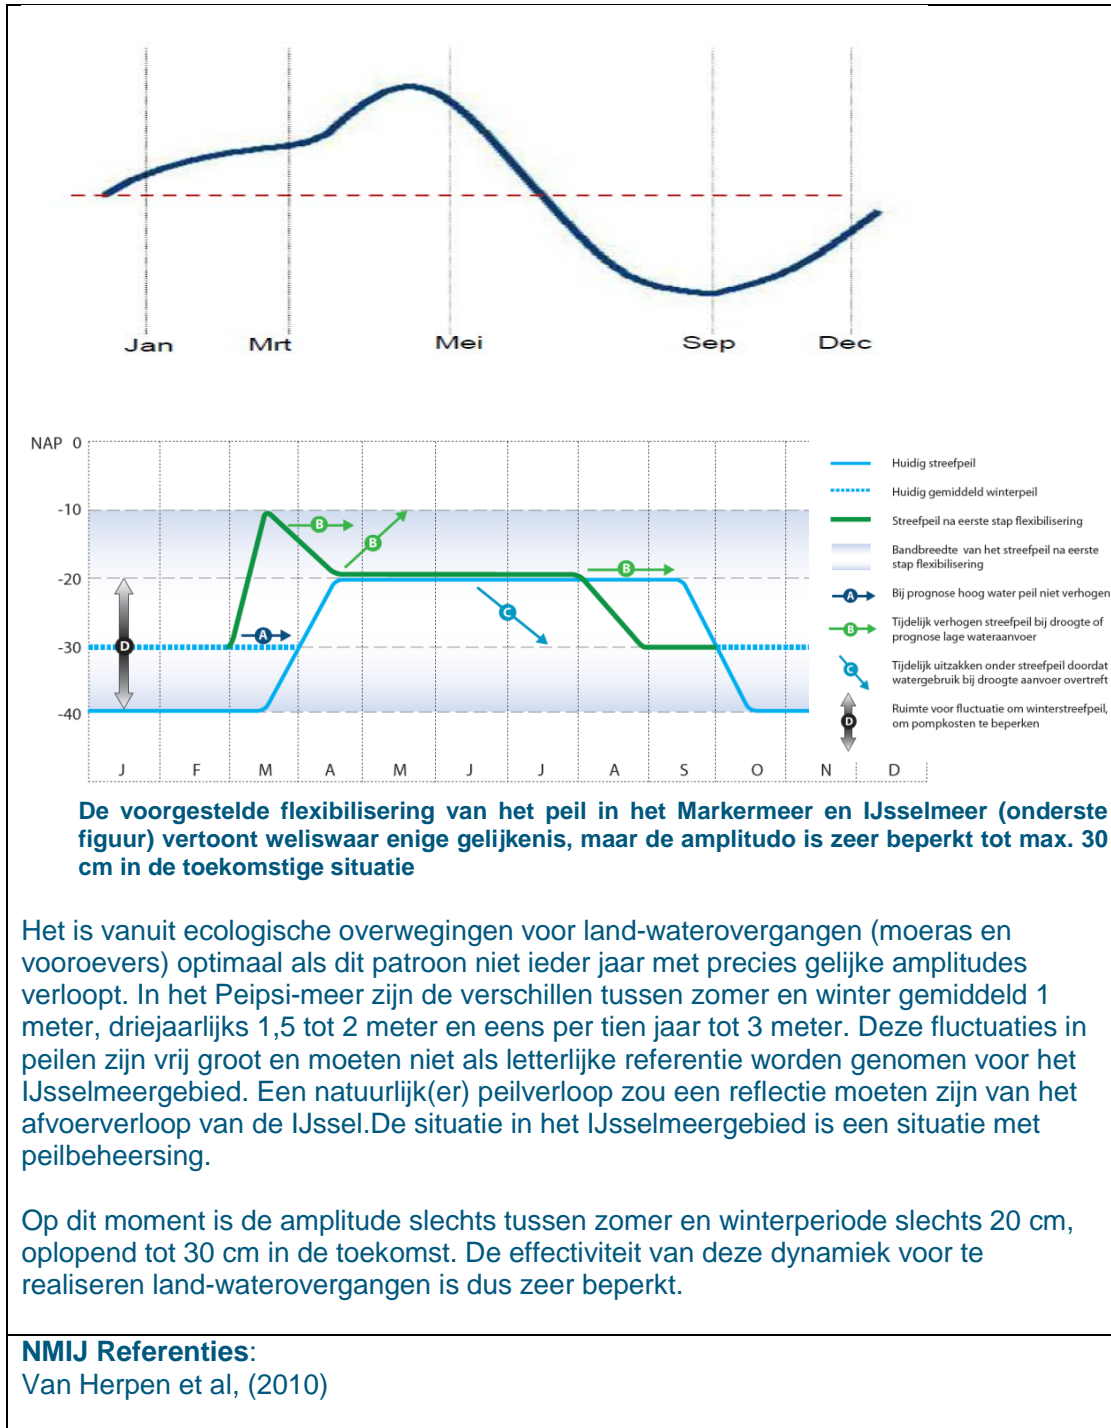 Jan Mrt Mei Sep Dec
NAP 0
-10
-20
-30
-40
B
B
B
A
C
D
J F M A M J J A S O N D
Huidig streefpeil
Huidig gemiddeld winterpeil
Streefpeil na eerste stap flexibilisering
Bandbreedte van het streefpeil na eerste
stap flexibilisering
A Bij prognose hoog water peil niet verhogen
B Tijdelijk verhogen streefpeil bij droogte of
prognose lage wateraanvoer
C Tijdelijk uitzakken onder streefpeil doordat
watergebruik bij droogte aanvoer overtreft
D Ruimte voor fluctuatie om winterstreefpeil,
om pompkosten te beperken
De voorgestelde flexibilisering van het peil in het Markermeer en IJsselmeer (onderste
figuur) vertoont weliswaar enige gelijkenis, maar de amplitudo is zeer beperkt tot max. 30
cm in de toekomstige situatie
Het is vanuit ecologische overwegingen voor land-waterovergangen (moeras en
vooroevers) optimaal als dit patroon niet ieder jaar met precies gelijke amplitudes
verloopt. In het Peipsi-meer zijn de verschillen tussen zomer en winter gemiddeld 1
meter, driejaarlijks 1,5 tot 2 meter en eens per tien jaar tot 3 meter. Deze fluctuaties in
peilen zijn vrij groot en moeten niet als letterlijke referentie worden genomen voor het
IJsselmeergebied. Een natuurlijk(er) peilverloop zou een reflectie moeten zijn van het
afvoerverloop van de IJssel.De situatie in het IJsselmeergebied is een situatie met
peilbeheersing.
Op dit moment is de amplitude slechts tussen zomer en winterperiode slechts 20 cm,
oplopend tot 30 cm in de toekomst. De effectiviteit van deze dynamiek voor te
realiseren land-waterovergangen is dus zeer beperkt.
NMIJ Referenties:
Van Herpen et al, (2010)